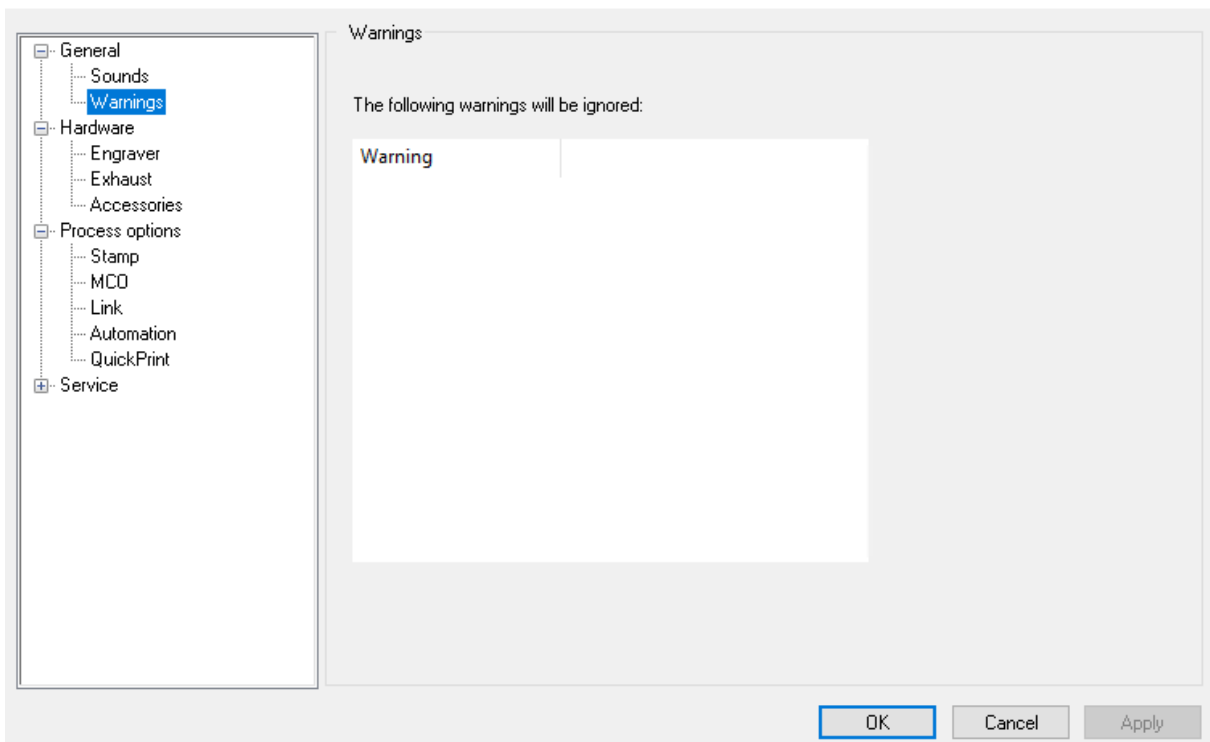 General
Sounds
Warnings
Hardware
Engraver
Exhaust
Accessories
Process options
Stamp
MCO
Link
Automation
QuickPrint
Service
Warnings
The following warnings will be ignored:
Warning
OK
Cancel
Apply